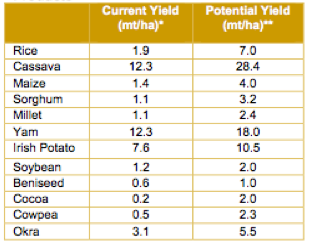 Current Yield Potential Yield
(mt/ha)* (mt/ha)**
Rice 1.9 7.0
Cassava 12.3 28.4
Maize 1.4 4.0
Sorghum 1.1 3.2
Millet 1.1 2.4
Yam 12.3 18.0
Irish Potato 7.6 10.5
Soybean 1.2 2.0
Beniseed 0.6 1.0
Cocoa 0.2 2.0
Cowpea 0.5 2.3
Okra 3.1 5.5